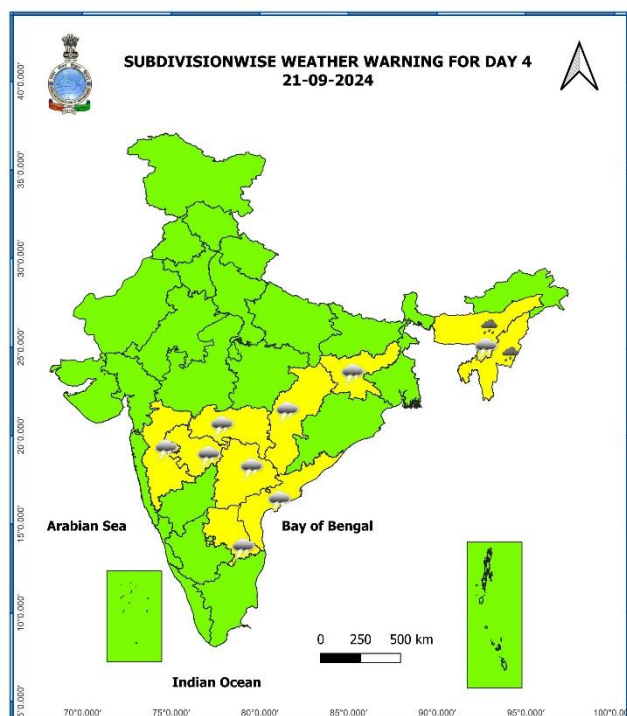 SUBDIVISIONWISE WEATHER WARNING FOR DAY 4
21-09-2024
40°0.000'
35°0.000'
30°0.000'
25°0.000'
20°0.000'
15°0.000'
10°0.000'
5°0.000'
Arabian Sea
Bay of Bengal
0 250 500 km
Indian Ocean
70°0.000' 75°0.000' 80°0.000' 85°0.000' 90°0.000' 95°0.000' 100°0.000'